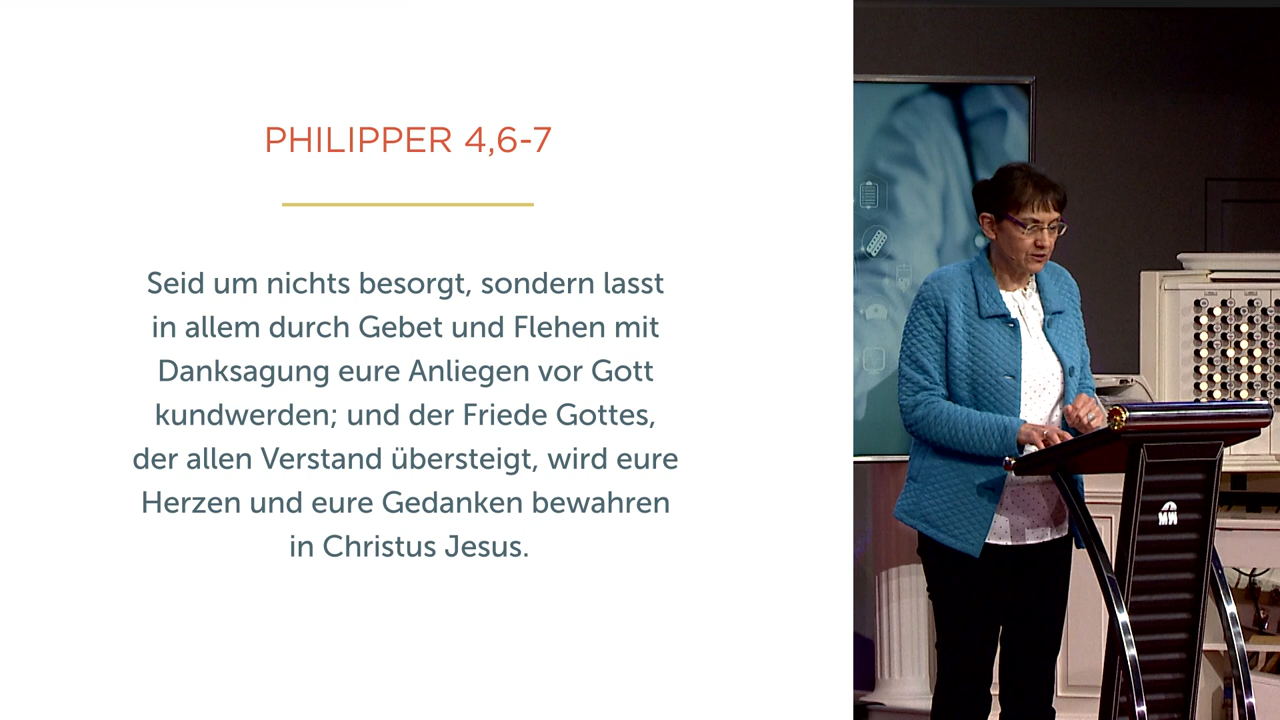 PHILIPPER 4,6-7
Seid um nichts besorgt, sondern lasst
in allem durch Gebet und Flehen mit
Danksagung eure Anliegen vor Gott
kundwerden; und der Friede Gottes,
der allen Verstand übersteigt, wird eure
Herzen und eure Gedanken bewahren
in Christus Jesus.
MW